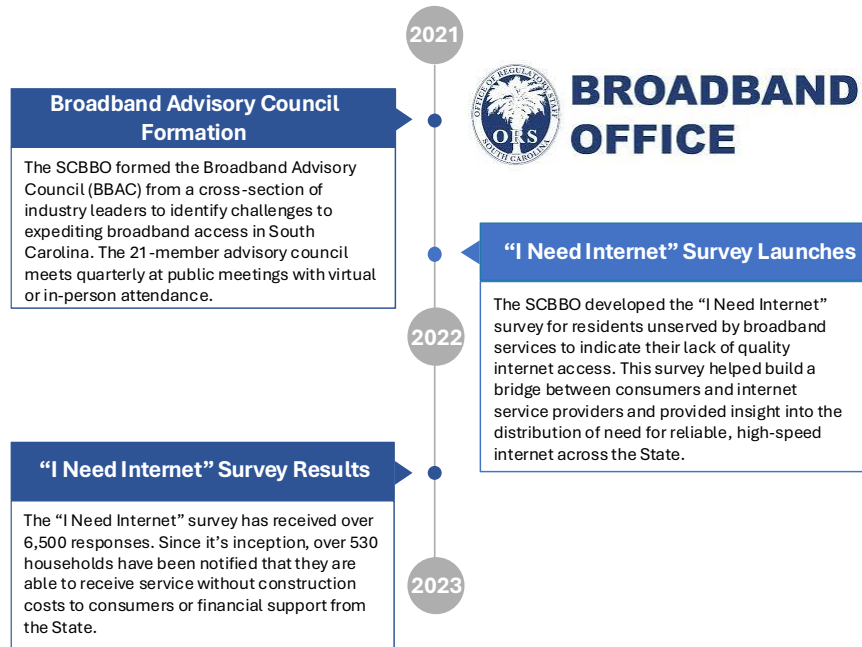 2021
OFFICE OF REGULATORY STAFF
ORS
SOUTH CAROLINA
BROADBAND
OFFICE
Broadband Advisory Council
Formation
The SCBBO formed the Broadband Advisory
Council (BBAC) from a cross-section of
industry leaders to identify challenges to
expediting broadband access in South
Carolina. The 21-member advisory council
meets quarterly at public meetings with virtual
or in-person attendance.
“I Need Internet” Survey Launches
The SCBBO developed the “I Need Internet”
survey for residents unserved by broadband
services to indicate their lack of quality
internet access. This survey helped build a
bridge between consumers and internet
service providers and provided insight into the
distribution of need for reliable, high-speed
internet across the State.
2022
“I Need Internet” Survey Results
The “I Need Internet” survey has received over
6,500 responses. Since it’s inception, over 530
households have been notified that they are
able to receive service without construction
costs to consumers or financial support from
the State.
2023